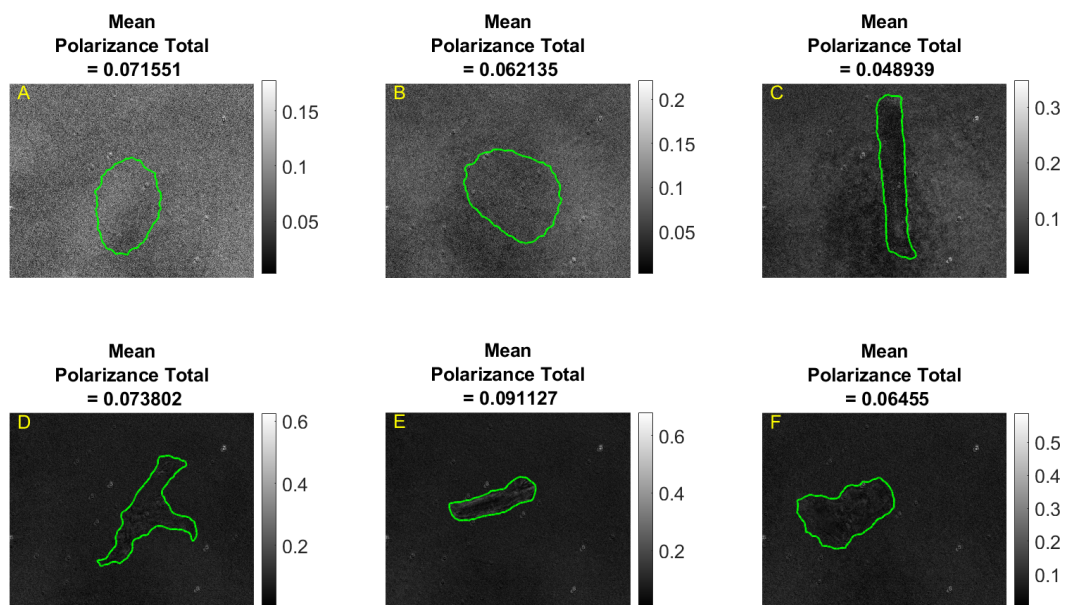 Mean
Polarizance Total
= 0.071551
A
0.15
0.1
0.05
Mean
Polarizance Total
= 0.062135
B
0.2
0.15
0.1
0.05
Mean
Polarizance Total
= 0.048939
C
0.3
0.2
0.1
Mean
Polarizance Total
= 0.073802
D
0.6
0.4
0.2
Mean
Polarizance Total
= 0.091127
E
0.6
0.4
0.2
Mean
Polarizance Total
= 0.06455
F
0.5
0.4
0.3
0.2
0.1